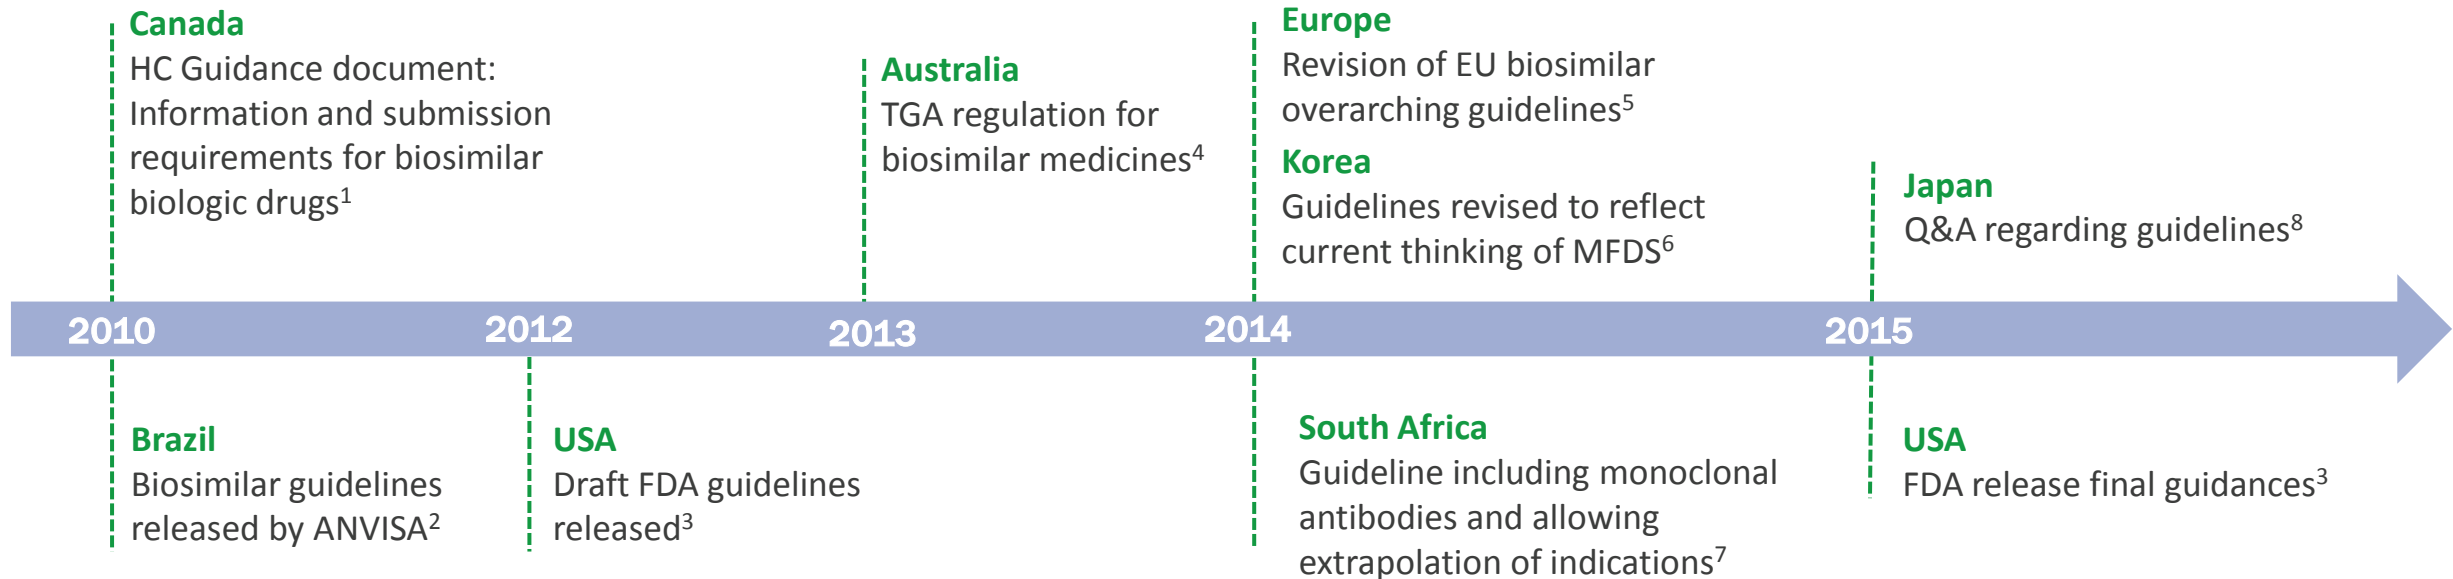 Canada
HC Guidance document:
Information and submission
requirements for biosimilar
biologic drugs¹
Australia
TGA regulation for
biosimilar medicines⁴
Europe
Revision of EU biosimilar
overarching guidelines⁵
Korea
Guidelines revised to reflect
current thinking of MFDS⁶
Japan
Q&A regarding guidelines⁸
2010
2012
2013
2014
2015
Brazil
Biosimilar guidelines
released by ANVISA²
USA
Draft FDA guidelines
released³
South Africa
Guideline including monoclonal
antibodies and allowing
extrapolation of indications⁷
USA
FDA release final guidances³